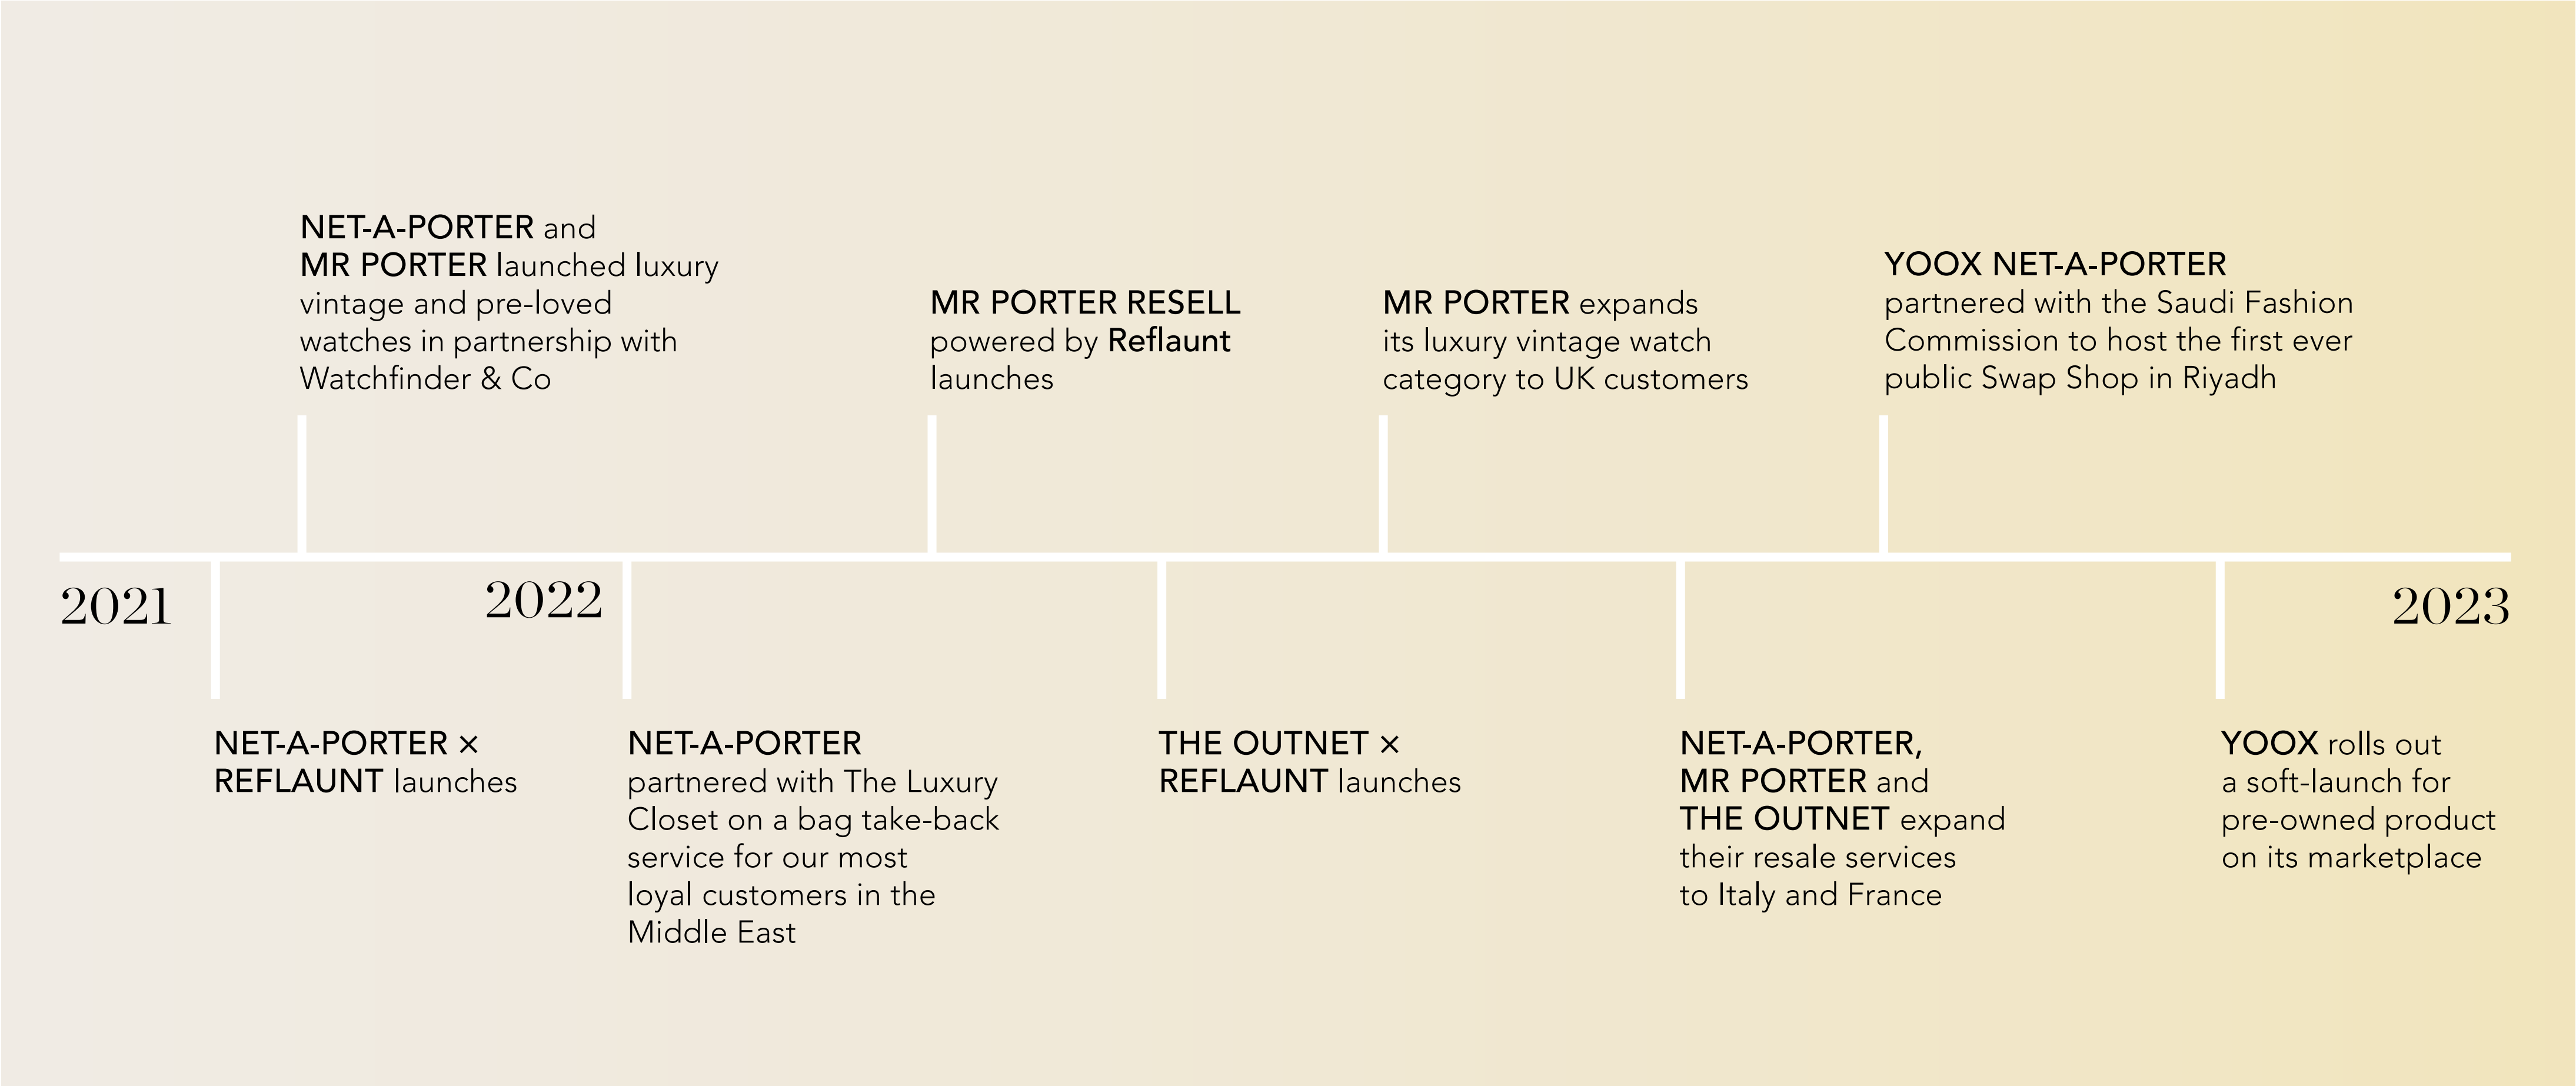 NET-A-PORTER and
MR PORTER launched luxury
vintage and pre-loved
watches in partnership with
Watchfinder & Co
MR PORTER RESELL
powered by Reflaunt
launches
MR PORTER expands
its luxury vintage watch
category to UK customers
YOOX NET-A-PORTER
partnered with the Saudi Fashion
Commission to host the first ever
public Swap Shop in Riyadh
2021
2022
2023
NET-A-PORTER ×
REFLAUNT launches
NET-A-PORTER
partnered with The Luxury
Closet on a bag take-back
service for our most
loyal customers in the
Middle East
THE OUTNET ×
REFLAUNT launches
NET-A-PORTER,
MR PORTER and
THE OUTNET expand
their resale services
to Italy and France
YOOX rolls out
a soft-launch for
pre-owned product
on its marketplace